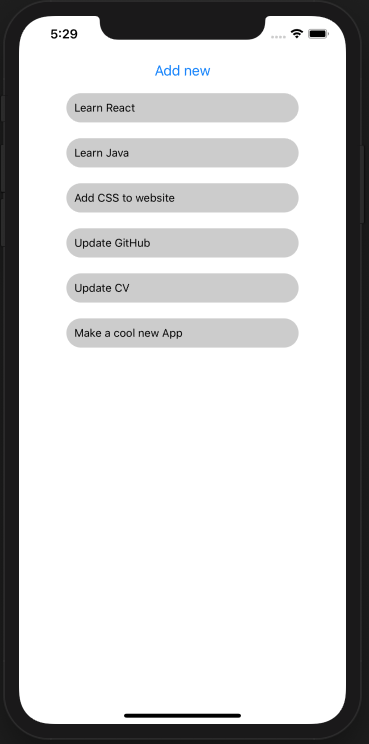 5:29
Add new
Learn React
Learn Java
Add CSS to website
Update GitHub
Update CV
Make a cool new App